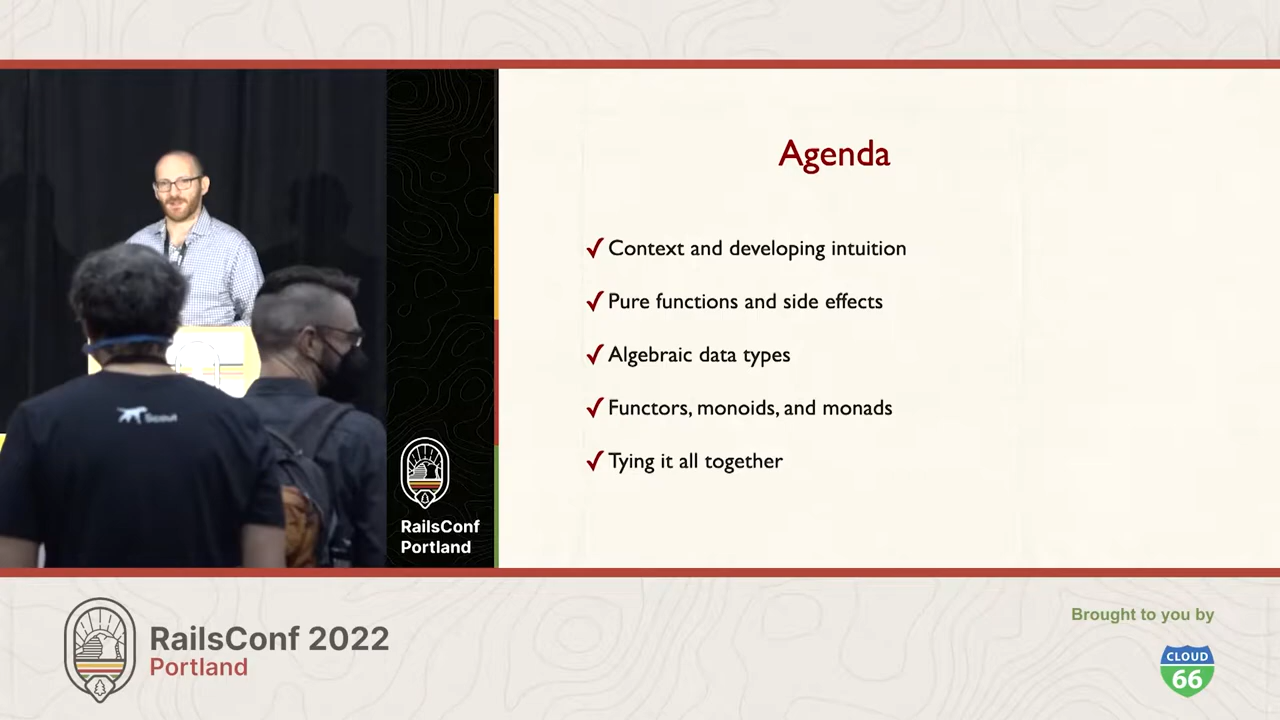 Agenda
✓ Context and developing intuition
✓ Pure functions and side effects
✓ Algebraic data types
✓ Functors, monoids, and monads
✓ Tying it all together
Scout
RailsConf
Portland
RailsConf 2022
Portland
Brought to you by
CLOUD
66